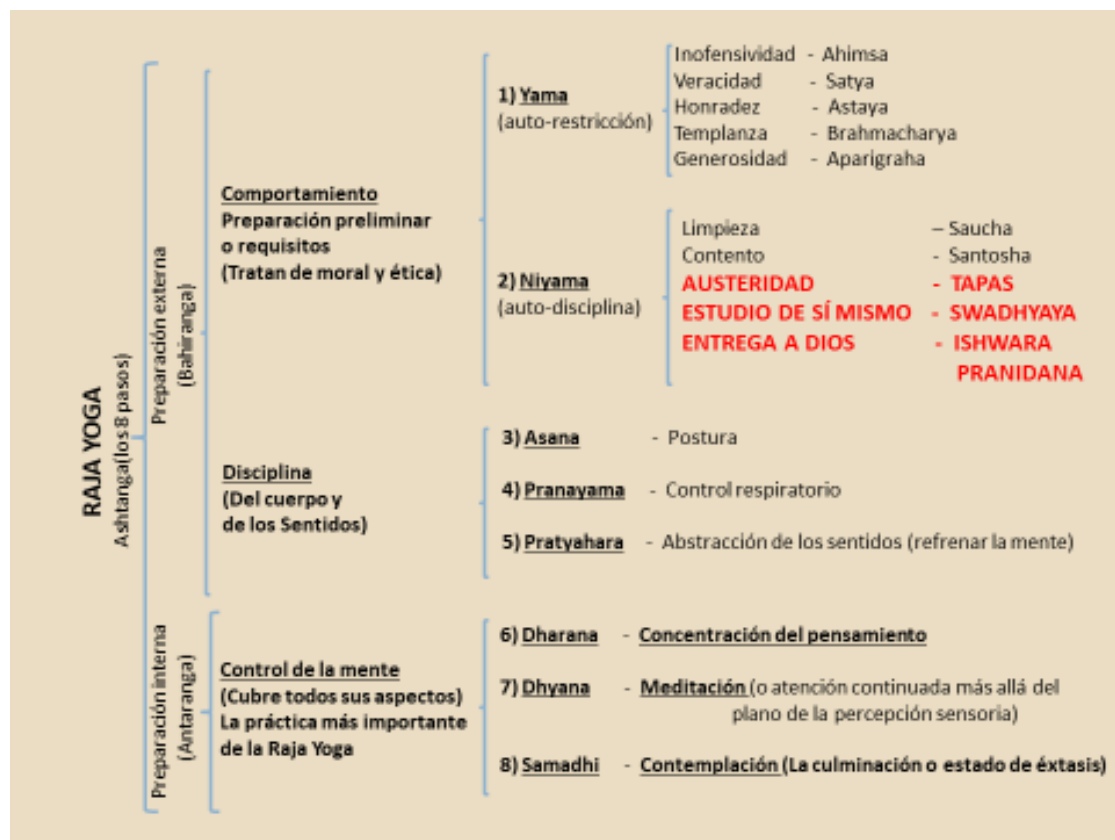 RAJA YOGA
Ashtanga(los 8 pasos)
Preparación externa
(Bahiranga)
Comportamiento
Preparación preliminar
o requisitos
(Tratan de moral y ética)
1) Yama
(auto-restricción)
Inofensividad - Ahimsa
Veracidad - Satya
Honradez - Astaya
Templanza - Brahmacharya
Generosidad - Aparigraha
2) Niyama
(auto-disciplina)
Limpieza – Saucha
Contento - Santosha
AUSTERIDAD - TAPAS
ESTUDIO DE SÍ MISMO - SWADHYAYA
ENTREGA A DIOS - ISHWARA
PRANIDANA
Disciplina
(Del cuerpo y
de los Sentidos)
3) Asana - Postura
4) Pranayama - Control respiratorio
5) Pratyahara - Abstracción de los sentidos (refrenar la mente)
Preparación interna
(Antaranga)
Control de la mente
(Cubre todos sus aspectos)
La práctica más importante
de la Raja Yoga
6) Dharana - Concentración del pensamiento
7) Dhyana - Meditación (o atención continuada más allá del
plano de la percepción sensoria)
8) Samadhi - Contemplación (La culminación o estado de éxtasis)